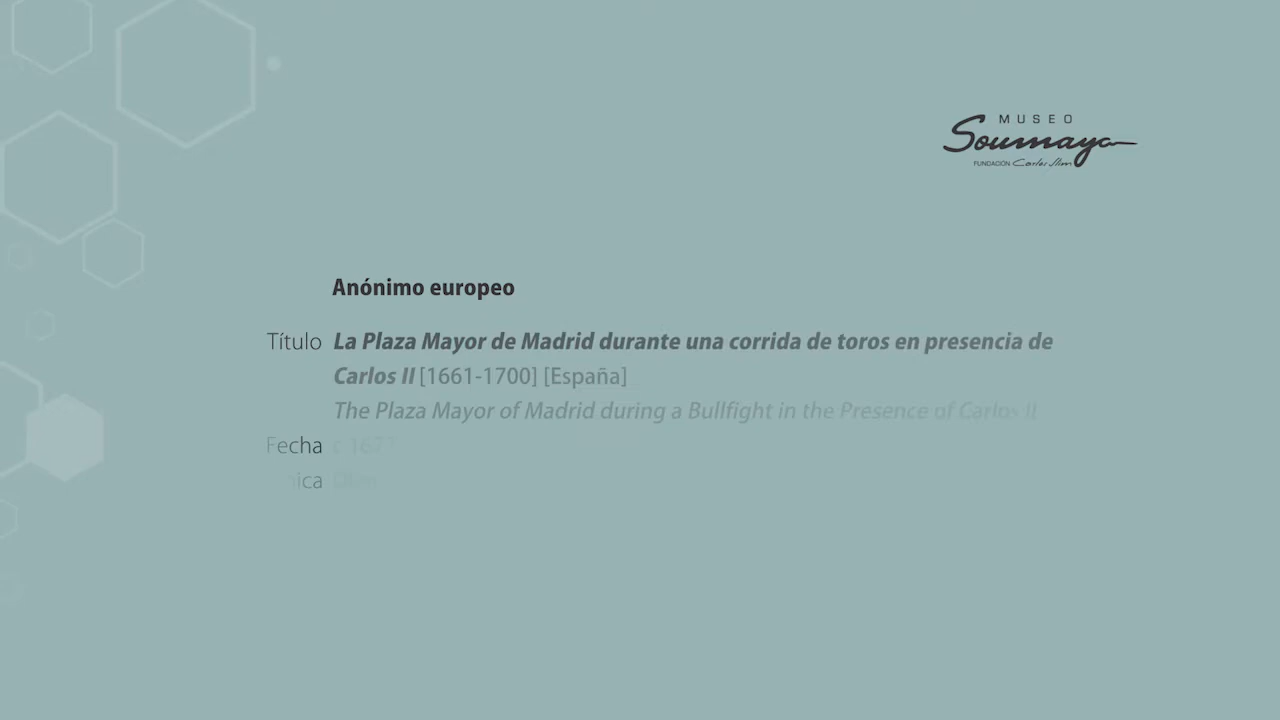 MUSEO
Soumaya
FUNDACIÓN Carlos Slim
Anónimo europeo
Título La Plaza Mayor de Madrid durante una corrida de toros en presencia de
Carlos II [1661-1700] [España]
The Plaza Mayor of Madrid during a Bullfight in the Presence of Carlos II
Fecha c 1677